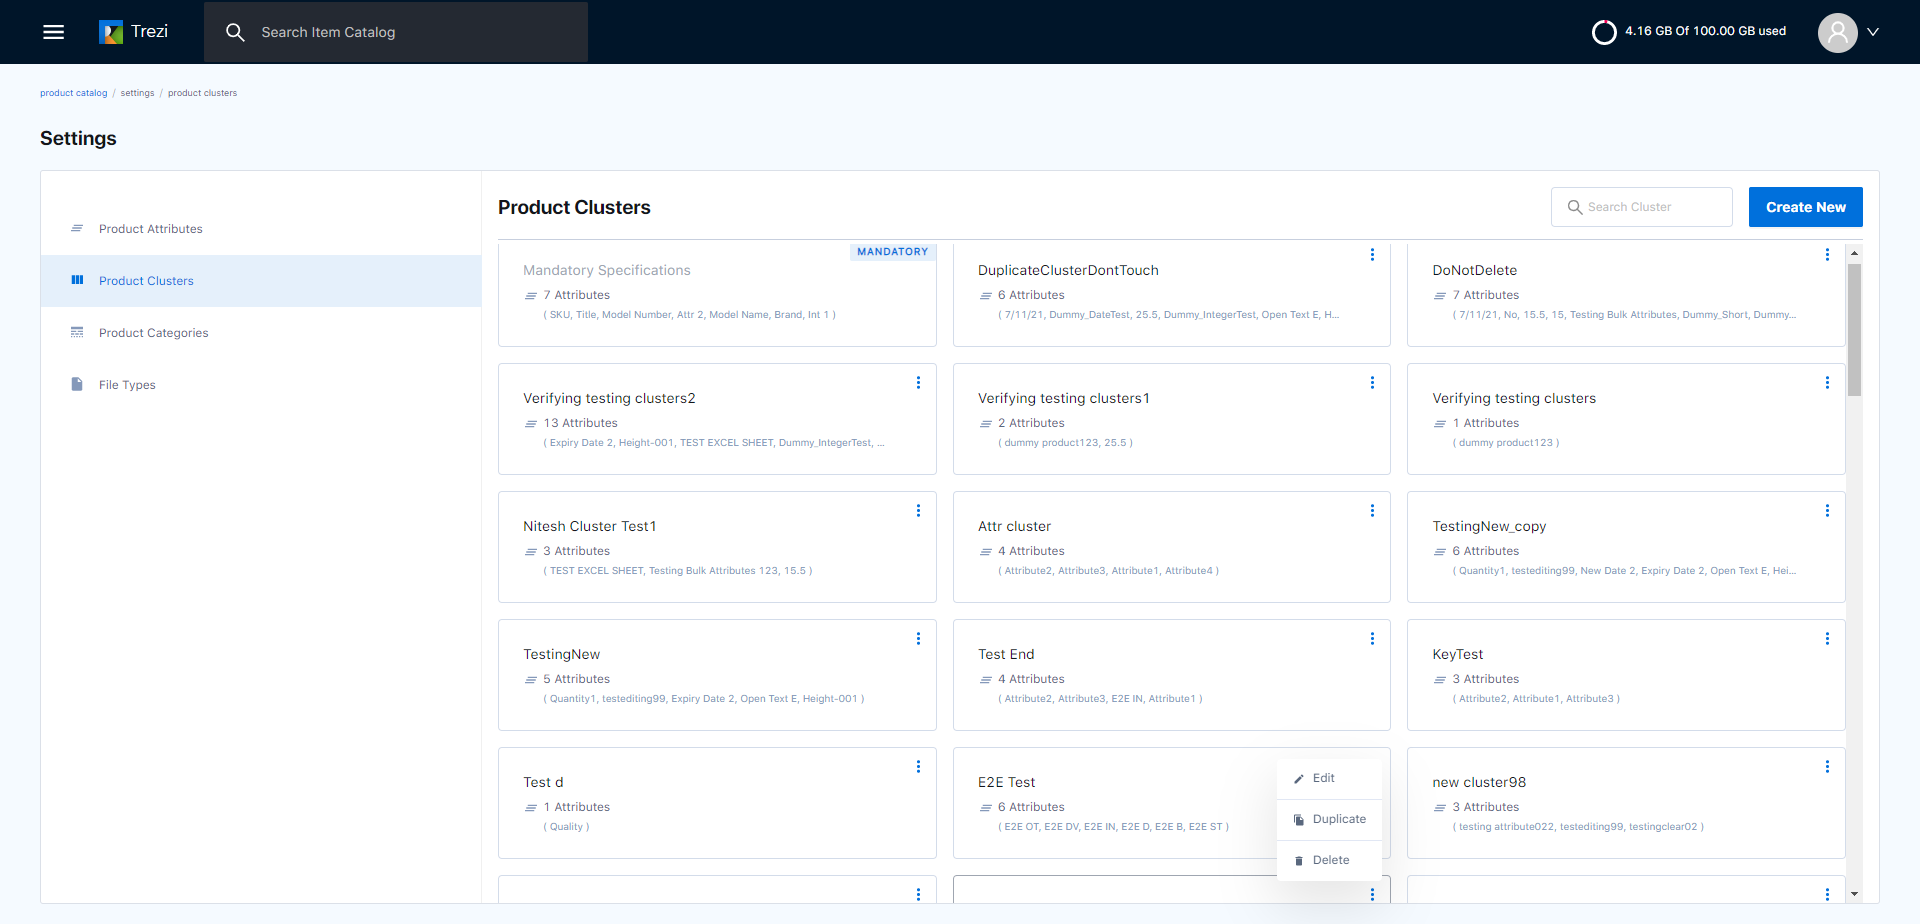 Trezi
Search Item Catalog
4.16 GB Of 100.00 GB used
product catalog / settings / product clusters
Settings
Product Attributes
Product Clusters
Product Categories
File Types
Product Clusters
Search Cluster
Create New
MANDATORY
Mandatory Specifications
7 Attributes
( SKU, Title, Model Number, Attr 2, Model Name, Brand, Int 1 )
DuplicateClusterDontTouch
6 Attributes
( 7/11/21, Dummy_DateTest, 25.5, Dummy_IntegerTest, Open Text E, H...
DoNotDelete
7 Attributes
( 7/11/21, No, 15.5, 15, Testing Bulk Attributes, Dummy_Short, Dummy...
Verifying testing clusters2
13 Attributes
( Expiry Date 2, Height-001, TEST EXCEL SHEET, Dummy_IntegerTest, ...
Verifying testing clusters1
2 Attributes
( dummy product123, 25.5 )
Verifying testing clusters
1 Attributes
( dummy product123 )
Nitesh Cluster Test1
3 Attributes
( TEST EXCEL SHEET, Testing Bulk Attributes 123, 15.5 )
Attr cluster
4 Attributes
( Attribute2, Attribute3, Attribute1, Attribute4 )
TestingNew_copy
6 Attributes
( Quantity1, testediting99, New Date 2, Expiry Date 2, Open Text E, Hei...
TestingNew
5 Attributes
( Quantity1, testediting99, Expiry Date 2, Open Text E, Height-001 )
Test End
4 Attributes
( Attribute2, Attribute3, E2E IN, Attribute1 )
KeyTest
3 Attributes
( Attribute2, Attribute1, Attribute3 )
Test d
1 Attributes
( Quality )
E2E Test
6 Attributes
( E2E OT, E2E DV, E2E IN, E2E D, E2E B, E2E ST )
Edit
Duplicate
Delete
new cluster98
3 Attributes
( testing attribute022, testediting99, testingclear02 )